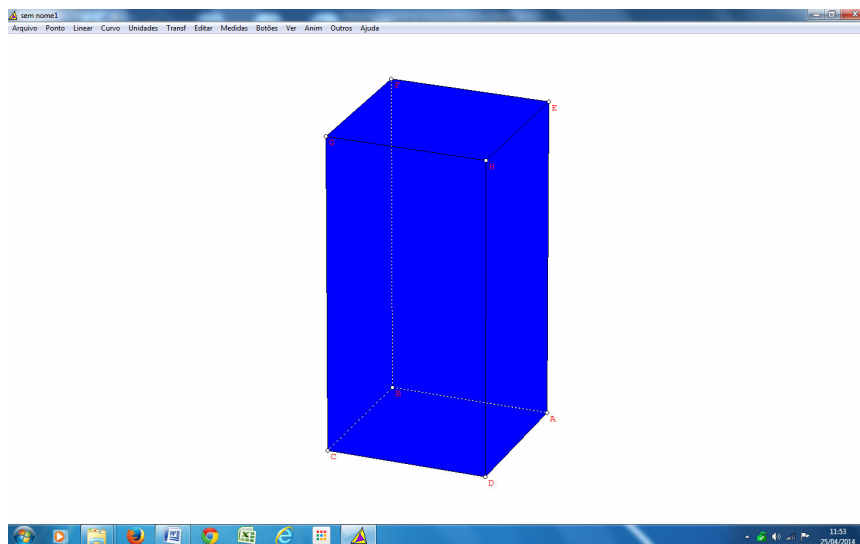 sem nome1
Arquivo Ponto Linear Curvo Unidades Transf Editar Medidas Botões Ver Anim Outros Ajuda
F
E
G
A
C
D
11:53
25/04/2014